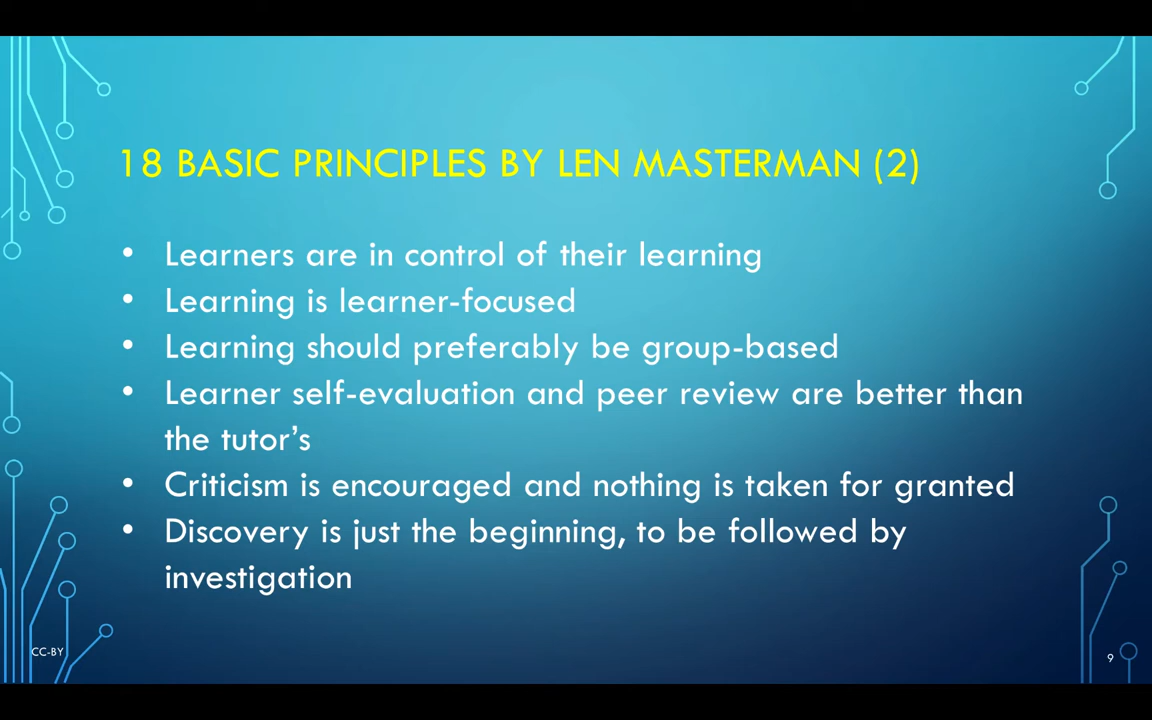 18 BASIC PRINCIPLES BY LEN MASTERMAN (2)
• Learners are in control of their learning
• Learning is learner-focused
• Learning should preferably be group-based
• Learner self-evaluation and peer review are better than
the tutor’s
• Criticism is encouraged and nothing is taken for granted
• Discovery is just the beginning, to be followed by
investigation
CC-BY
9